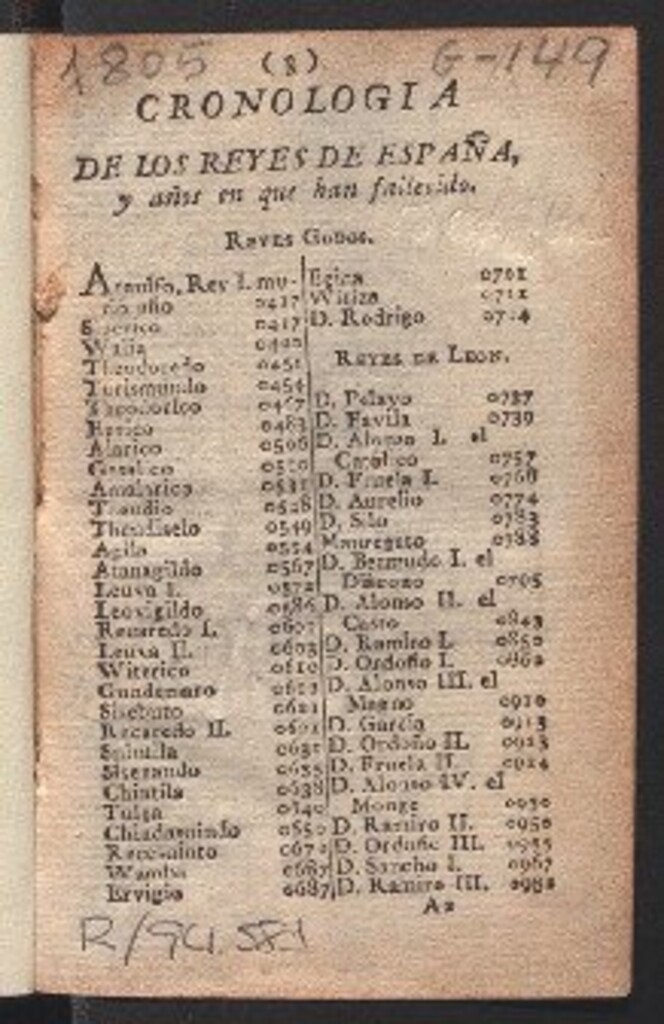 1805 (8) G-149
CRONOLOGIA
DE LOS REYES DE ESPAÑA,
y años en que han fallecido.
REYES GODOS.
Ataulfo, Rey I. mu-
rió año 0417
Sigerico 0417
Walia 0420
Theodoredo 0451
Turismundo 0454
Theodorico 0467
Eurico 0483
Alarico 0506
Gesalico 0510
Amalarico 0531
Teudio 0548
Theudiselo 0549
Agila 0554
Atanagildo 0567
Leuva I. 0572
Leovigildo 0586
Recaredo I. 0601
Leuva II. 0603
Witerico 0610
Gundemaro 0612
Sisebuto 0621
Recaredo II. 0621
Suintila 0631
Sisenando 0635
Chintila 0638
Tulga 0640
Chindasuindo 0650
Recesuinto 0672
Wamba 0687
Ervigio 0687
Egica 0701
Witiza 0711
D. Rodrigo 0714
REYES DE LEON.
D. Pelayo 0737
D. Favila 0739
D. Alonso I. el
Católico 0757
D. Fruela I. 0768
D. Aurelio 0774
D. Silo 0783
Mauregato 0788
D. Bermudo I. el
Diácono 0795
D. Alonso II. el
Casto 0843
D. Ramiro I. 0850
D. Ordoño I. 0862
D. Alonso III. el
Magno 0910
D. García 0913
D. Ordoño II. 0923
D. Fruela II. 0924
D. Alonso IV. el
Monge 0930
D. Ramiro II. 0950
D. Ordoño III. 0955
D. Sancho I. 0967
D. Ramiro III. 0982
A2
R/94.581